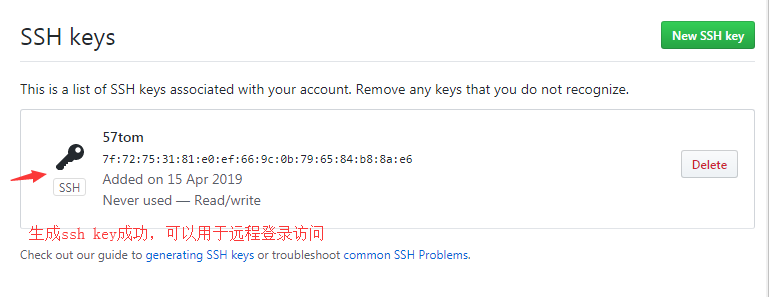 SSH keys
New SSH key
This is a list of SSH keys associated with your account. Remove any keys that you do not recognize.
57tom
7f:72:75:31:81:e0:ef:66:9c:0b:79:65:84:b8:8a:e6
Added on 15 Apr 2019
Never used — Read/write
SSH
Delete
生成ssh key成功，可以用于远程登录访问
Check out our guide to generating SSH keys or troubleshoot common SSH Problems.